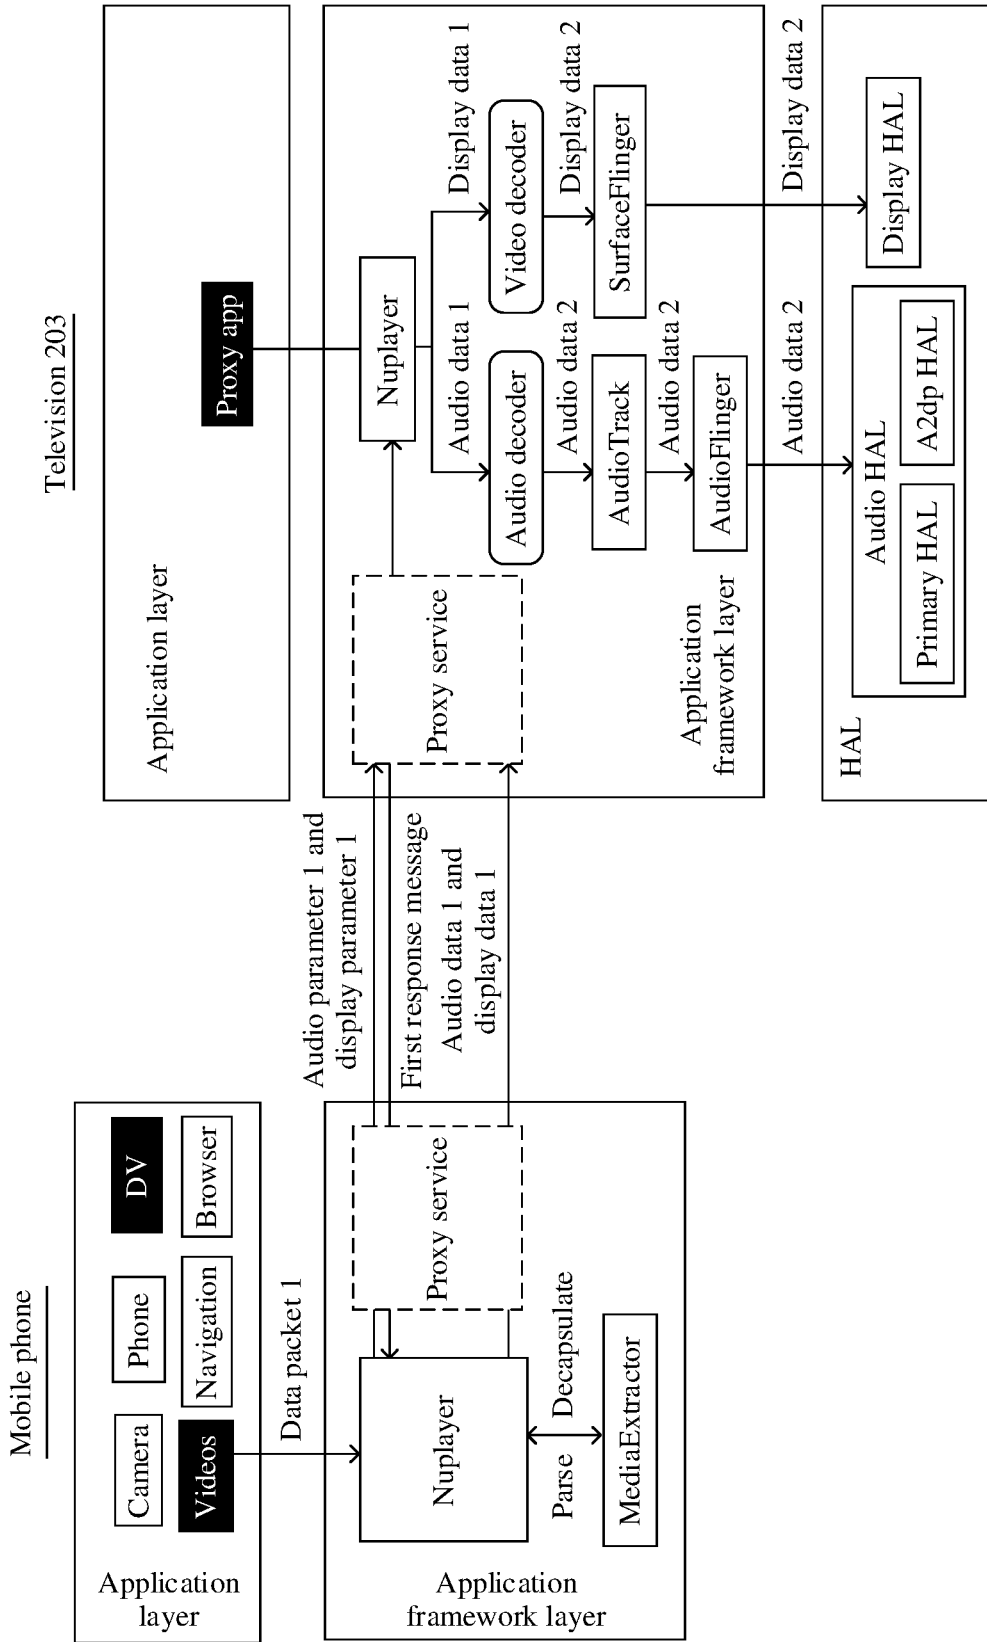 Mobile phone
Application
layer
Camera
Phone
DV
Videos
Navigation
Browser
Data packet 1
Application
framework layer
Nuplayer
Proxy service
Parse
Decapsulate
MediaExtractor
Audio parameter 1 and
display parameter 1
First response message
Audio data 1 and
display data 1
Television 203
Application layer
Proxy app
Proxy service
Nuplayer
Audio data 1
Display data 1
Audio decoder
Video decoder
Audio data 2
Display data 2
AudioTrack
SurfaceFlinger
Audio data 2
AudioFlinger
Application
framework layer
Audio data 2
Display data 2
HAL
Audio HAL
Primary HAL
A2dp HAL
Display HAL